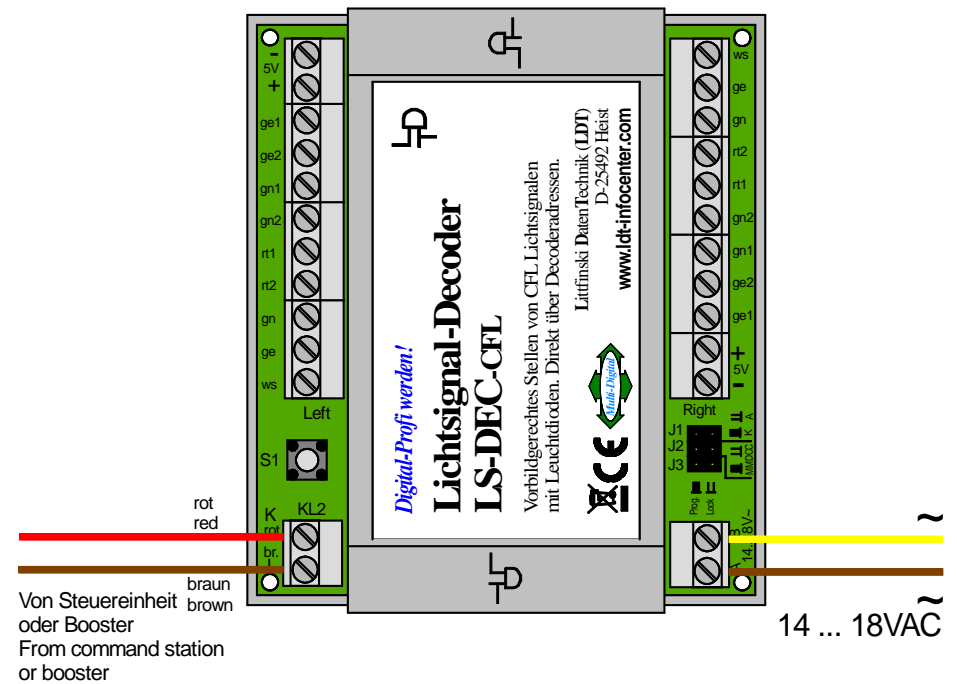 -
5V
+
ge1
ge2
gn1
gn2
rt1
rt2
gn
ge
ws
Left
S1
K
KL2
rot
br.
rot
red
braun
brown
Von Steuereinheit
oder Booster
From command station
or booster
Digital-Profi werden!
Lichtsignal-Decoder
LS-DEC-CFL
Vorbildgerechtes Stellen von CFL Lichtsignalen
mit Leuchtdioden. Direkt über Decoderadressen.
Littfinski DatenTechnik (LDT)
D-25492 Heist
www.ldt-infocenter.com
Multi-Digital
CE
ws
ge
gn
rt2
rt1
gn2
gn1
ge2
ge1
+
5V
-
Right
J1
J2
J3
K A
MM DCC
Prog.
Lock
~
~
14 ... 18VAC